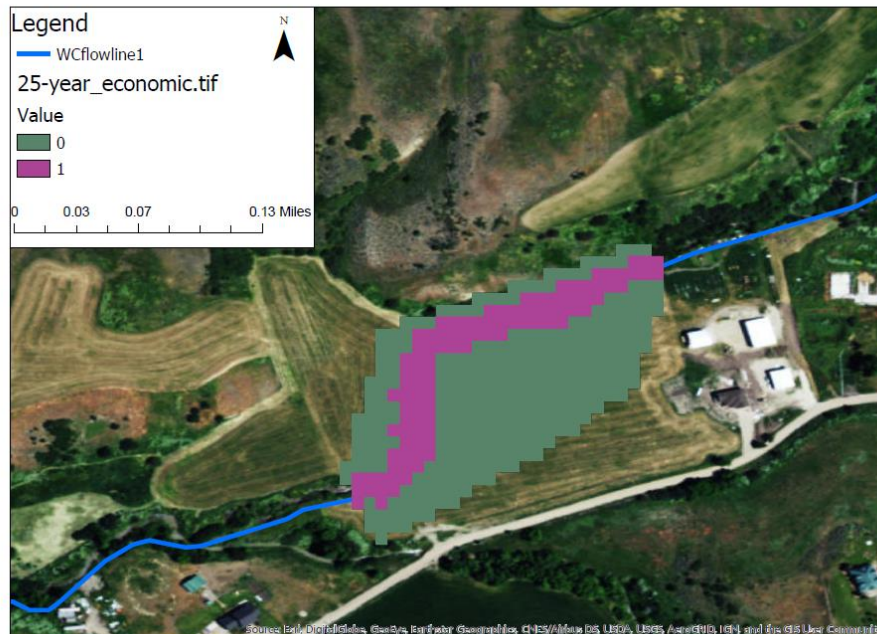 Legend
N
WCflowline1
25-year_economic.tif
Value
0
1
0 0.03 0.07 0.13 Miles
Source: Esri, DigitalGlobe, GeoEye, Earthstar Geographics, CNES/Airbus DS, USDA, USGS, AeroGRID, IGN, and the GIS User Communit